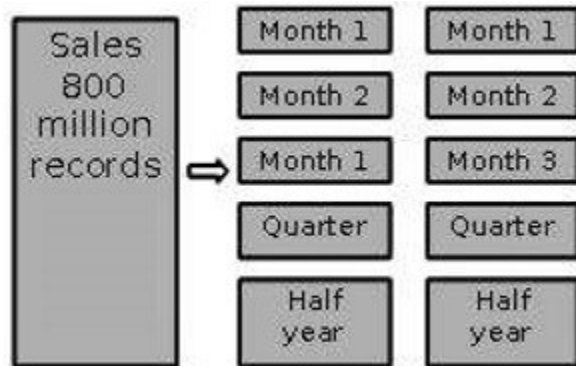 Sales
800
million
records
Month 1
Month 2
Month 1
Quarter
Half
year
Month 1
Month 2
Month 3
Quarter
Half
year